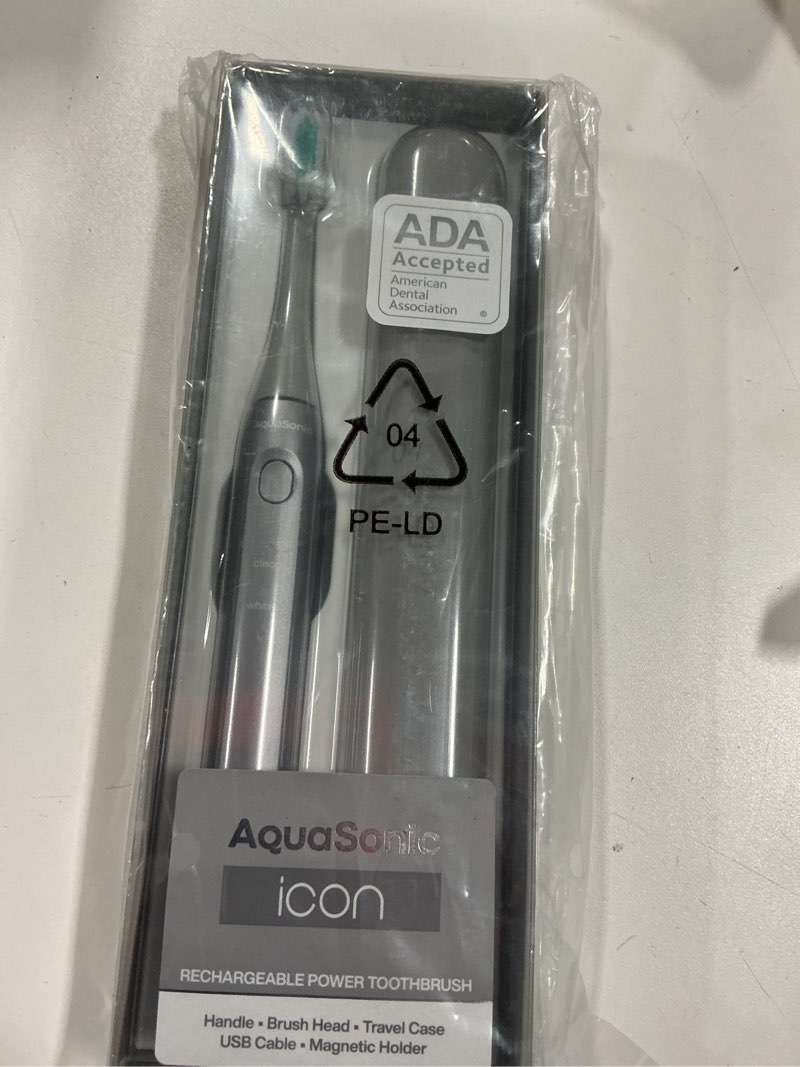 ADA
Accepted
American
Dental
Association ®
04
PE-LD
AquaSonic
clean
AquaSonic
icon
RECHARGEABLE POWER TOOTHBRUSH
Handle ▪ Brush Head ▪ Travel Case
USB Cable ▪ Magnetic Holder